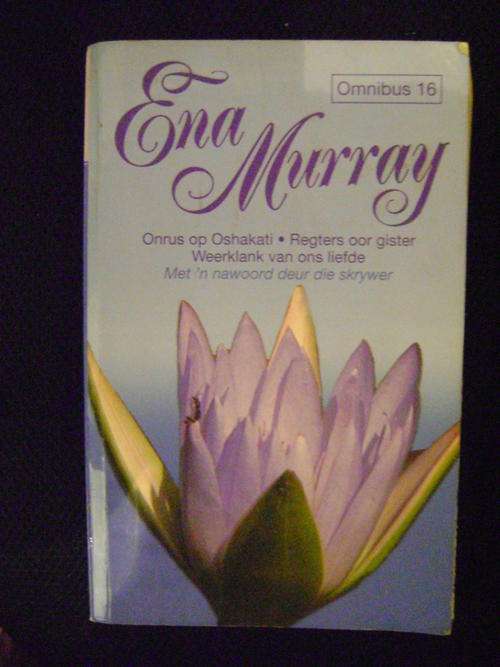 Omnibus 16
Ena
Murray
Onrus op Oshakati • Regters oor gister
Weerklank van ons liefde
Met 'n nawoord deur die skrywer